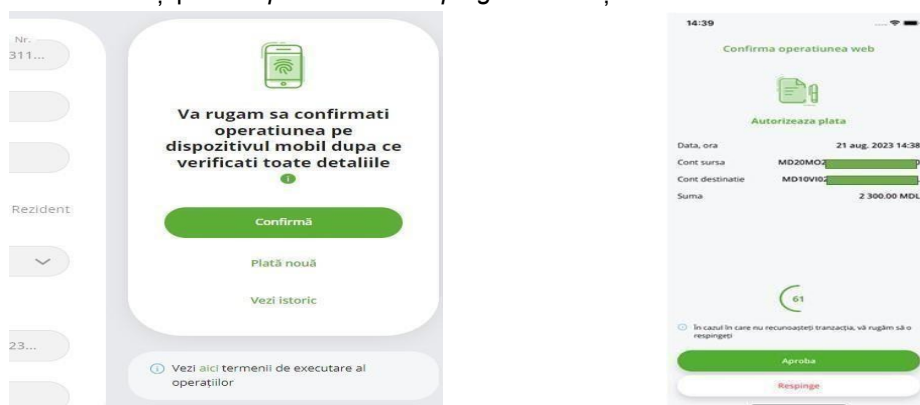 Nr.
311...
Rezident
23...
Va rugam sa confirmati
operatiunea pe
dispozitivul mobil dupa ce
verificati toate detaliile
Confirmă
Plată nouă
Vezi istoric
Vezi aici termenii de executare al
operațiilor
14:39
Confirma operatiunea web
Autorizeaza plata
Data, ora 21 aug. 2023 14:38
Cont sursa MD20MO2
Cont destinatie MD10VI02
Suma 2 300.00 MDL
61
În cazul în care nu recunoașteți tranzacția, vă rugăm să o
respingeți
Aproba
Respinge